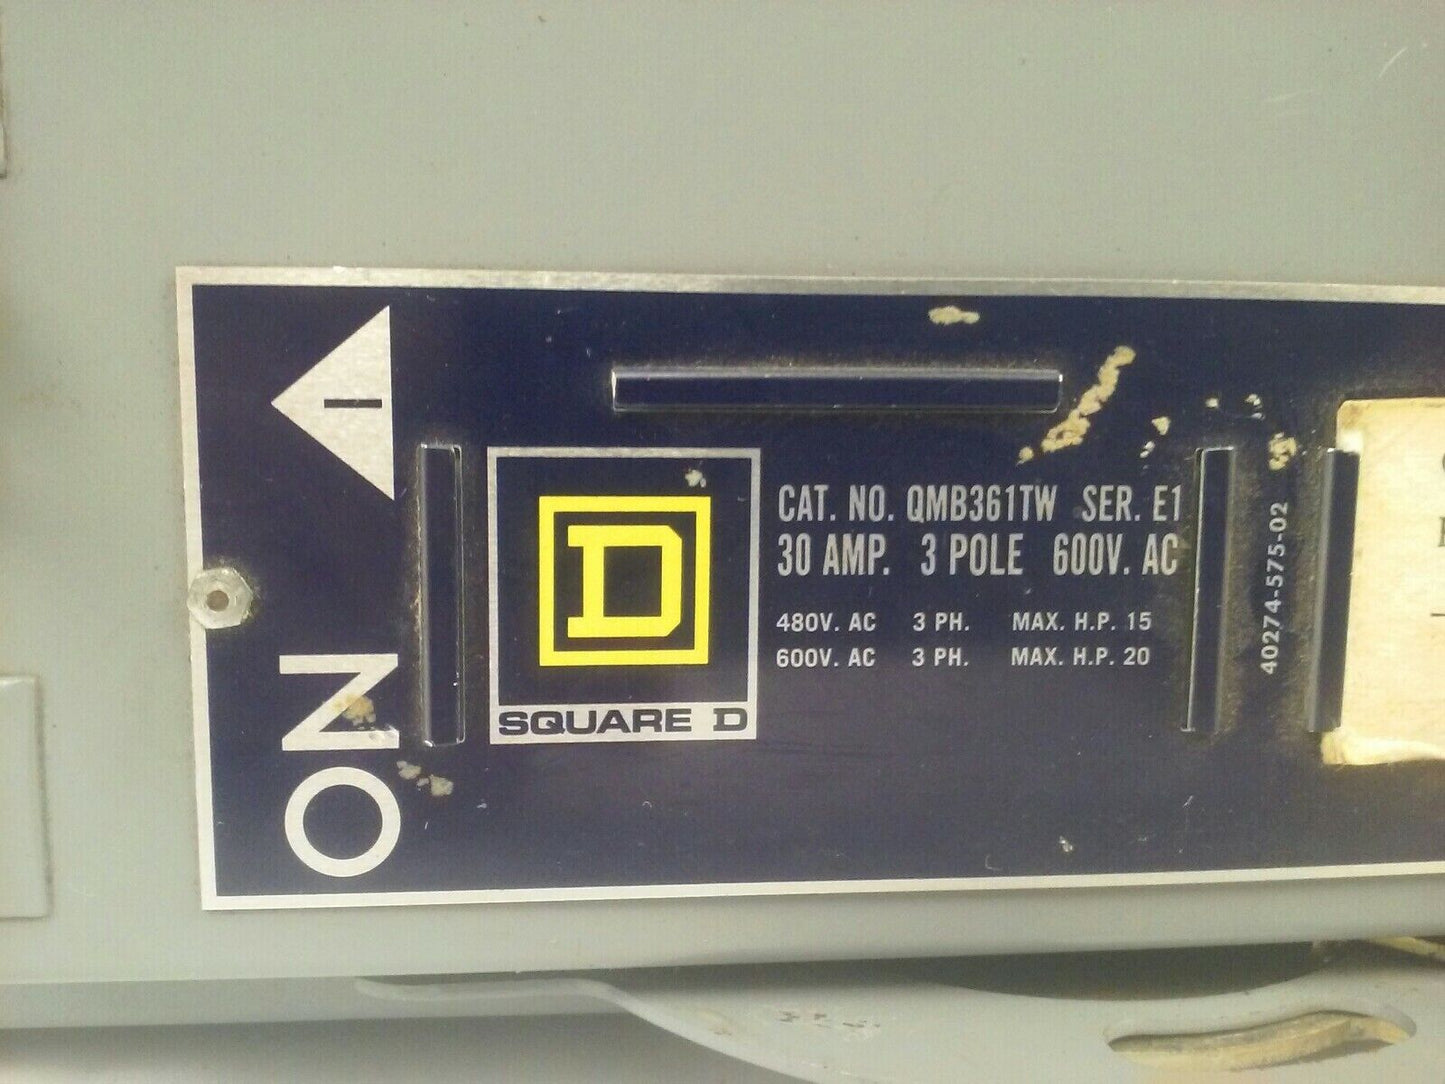 I
ON
D
SQUARE D
CAT. NO. QMB361TW SER. E1
30 AMP. 3 POLE 600V. AC
480V. AC 3 PH. MAX. H.P. 15
600V. AC 3 PH. MAX. H.P. 20
40274-575-02